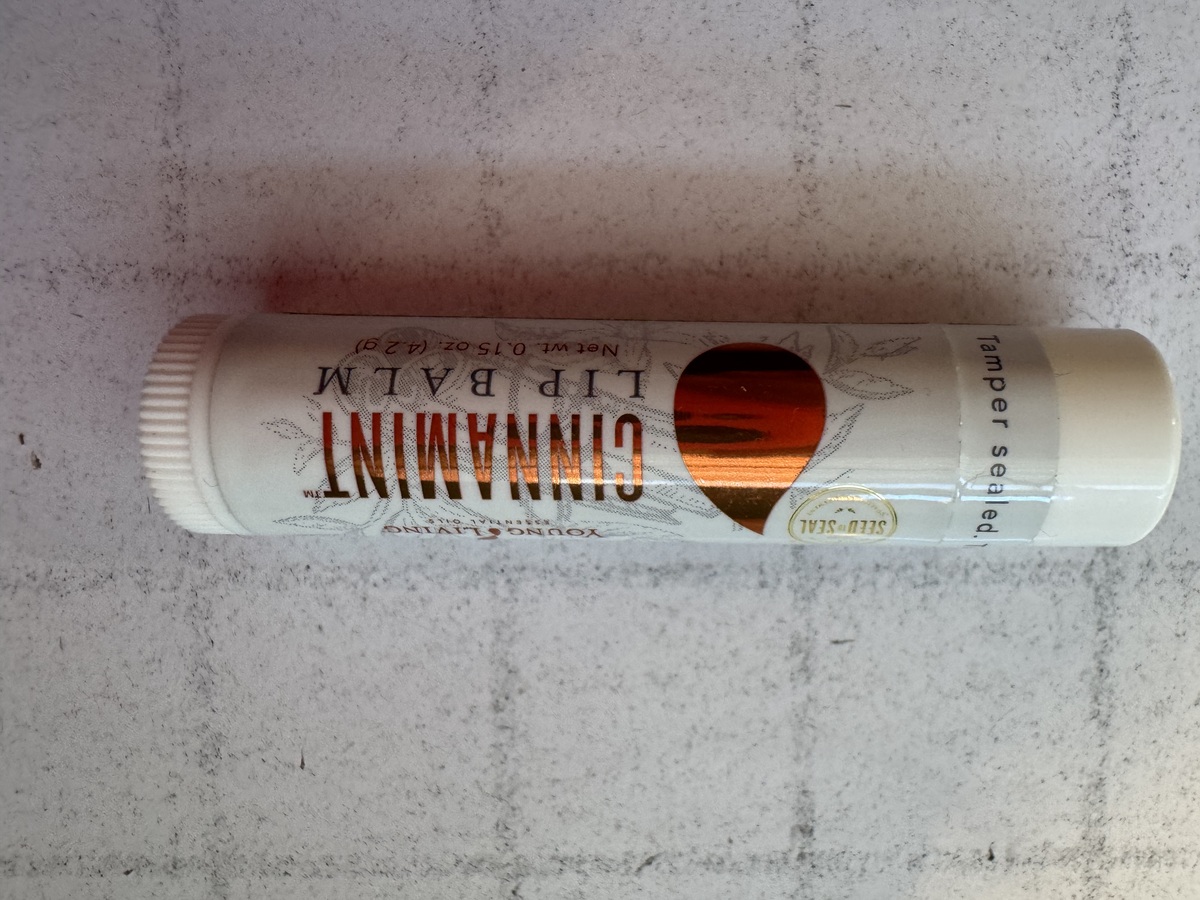 YOUNG LIVING
ESSENTIAL OILS
CINNAMINT™
LIP BALM
Net wt. 0.15 oz. (4.2 g)
SEED TO SEAL
Tamper sealed.